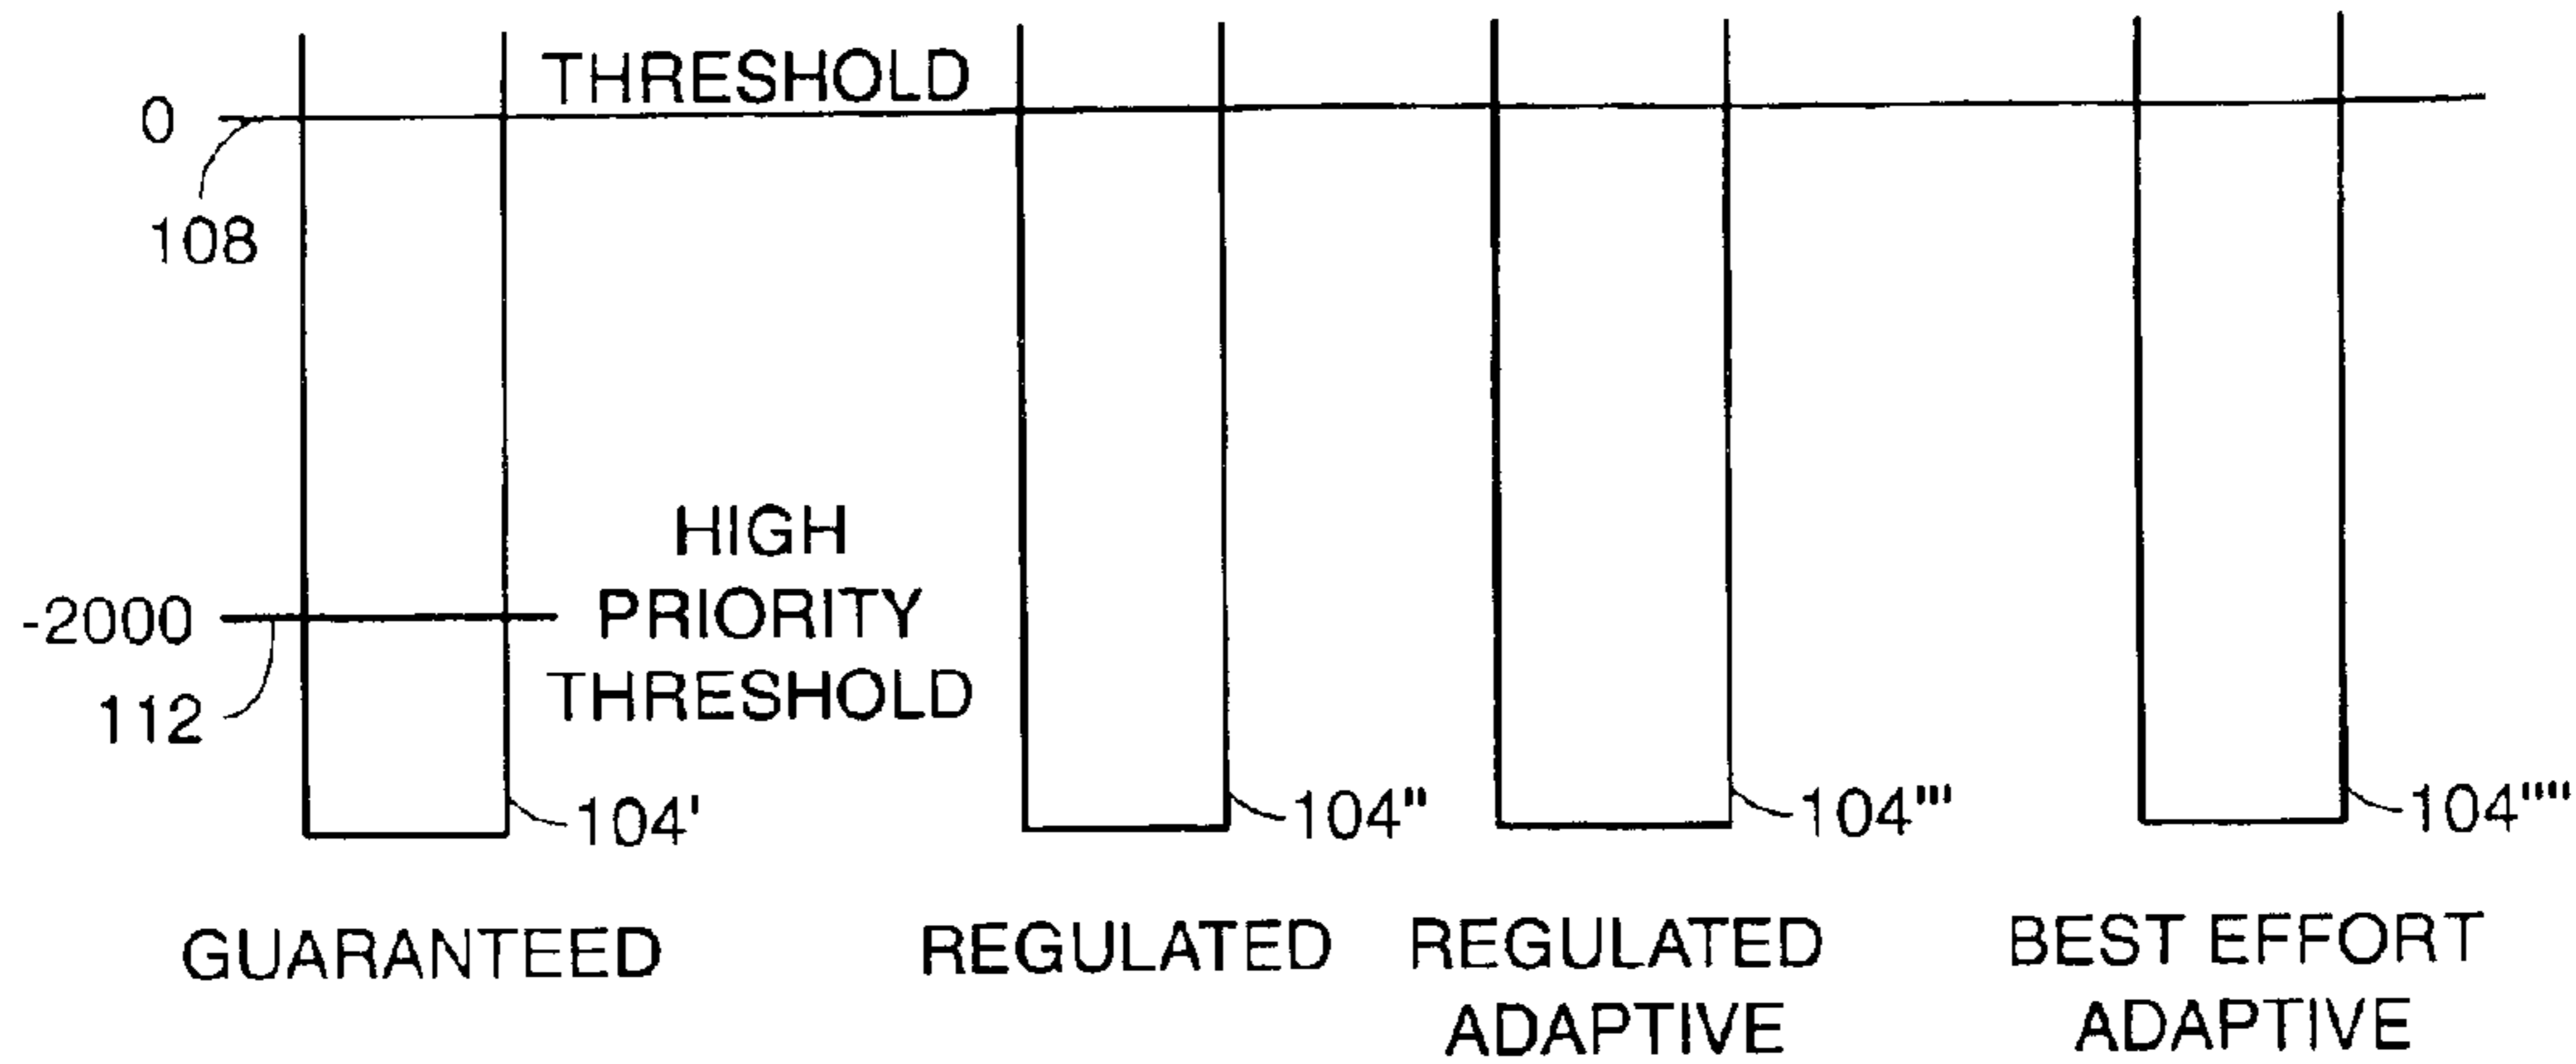 THRESHOLD
0
108
HIGH
PRIORITY
THRESHOLD
-2000
112
104'
104"
104'"
104""
GUARANTEED
REGULATED
REGULATED
ADAPTIVE
BEST EFFORT
ADAPTIVE